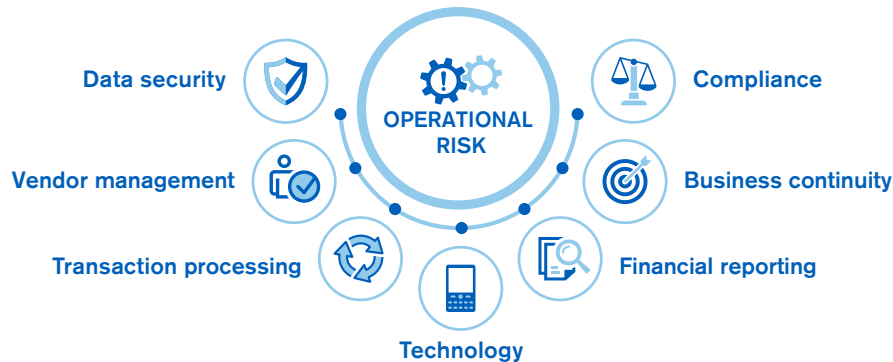 OPERATIONAL
RISK
Data security
Vendor management
Transaction processing
Technology
Financial reporting
Business continuity
Compliance